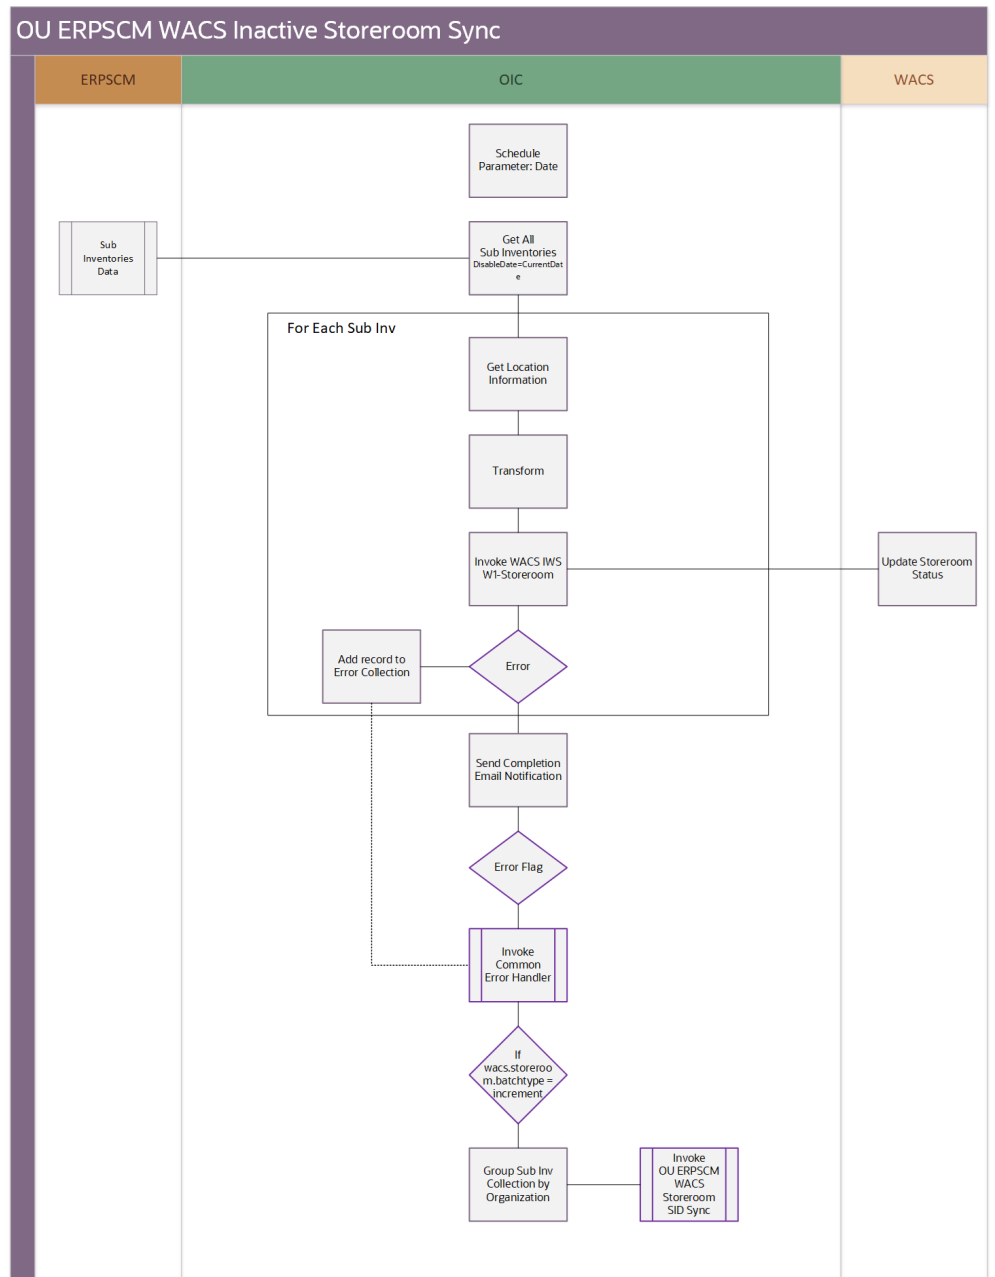 OU ERPSCM WACS Inactive Storeroom Sync
ERPSCM
OIC
WACS
Schedule
Parameter: Date
Sub
Inventories
Data
Get All
Sub Inventories
DisableDate=CurrentDat
e
For Each Sub Inv
Get Location
Information
Transform
Invoke WACS IWS
W1-Storeroom
Update Storeroom
Status
Add record to
Error Collection
Error
Send Completion
Email Notification
Error Flag
Invoke
Common
Error Handler
If
wacs.storeroo
m.batchtype =
increment
Group Sub Inv
Collection by
Organization
Invoke
OU ERPSCM
WACS
Storeroom
SID Sync